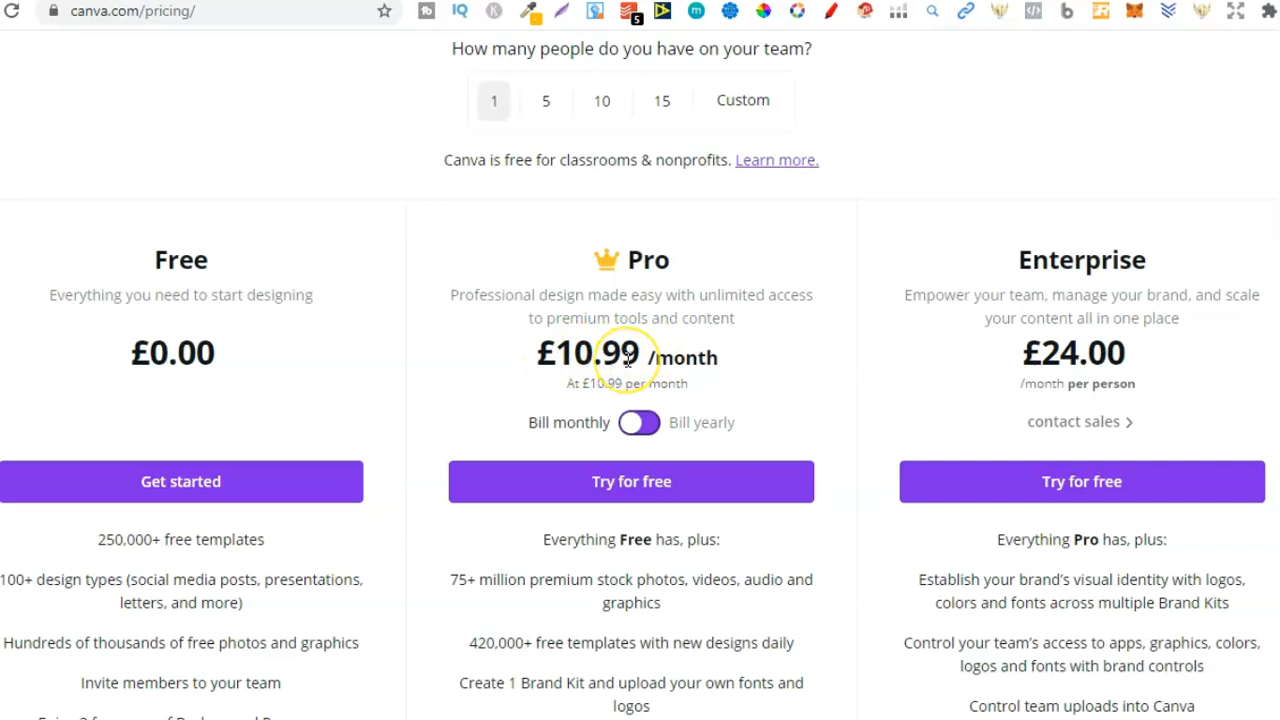 canva.com/pricing/
IQ
K
5
m
b
How many people do you have on your team?
1 5 10 15 Custom
Canva is free for classrooms & nonprofits. Learn more.
Free
Everything you need to start designing
£0.00
Get started
250,000+ free templates
100+ design types (social media posts, presentations,
letters, and more)
Hundreds of thousands of free photos and graphics
Invite members to your team
Pro
Professional design made easy with unlimited access
to premium tools and content
£10.99 /month
At £10.99 per month
Bill monthly Bill yearly
Try for free
Everything Free has, plus:
75+ million premium stock photos, videos, audio and
graphics
420,000+ free templates with new designs daily
Create 1 Brand Kit and upload your own fonts and
logos
Enterprise
Empower your team, manage your brand, and scale
your content all in one place
£24.00
/month per person
contact sales
Try for free
Everything Pro has, plus:
Establish your brand's visual identity with logos,
colors and fonts across multiple Brand Kits
Control your team's access to apps, graphics, colors,
logos and fonts with brand controls
Control team uploads into Canva